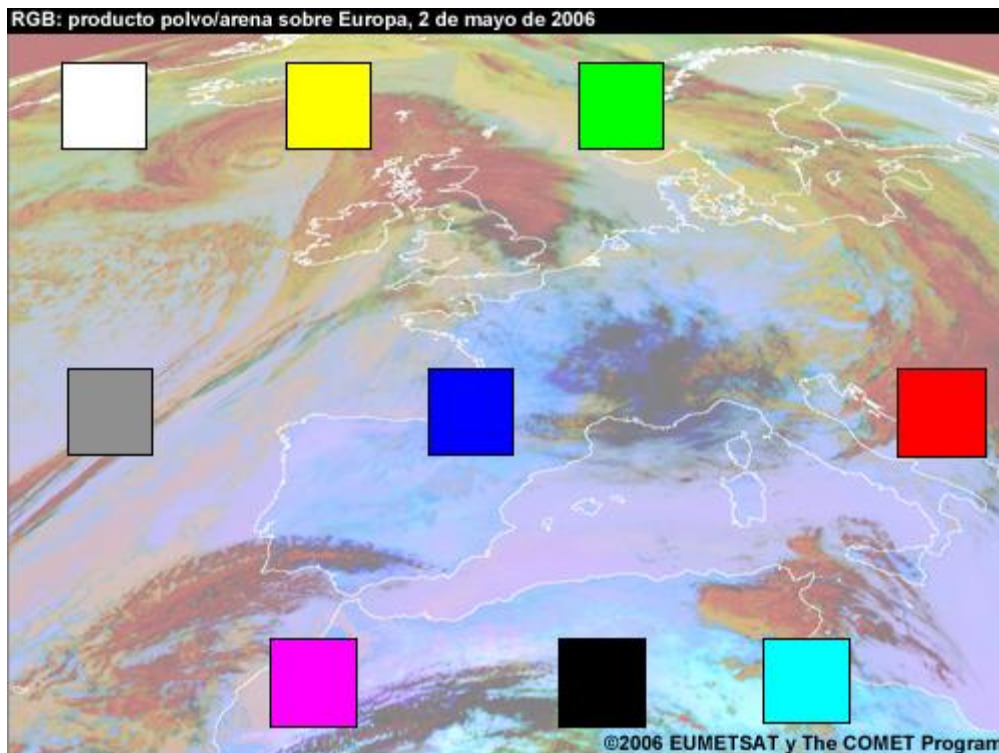 RGB: producto polvo/arena sobre Europa, 2 de mayo de 2006
©2006 EUMETSAT y The COMET Program